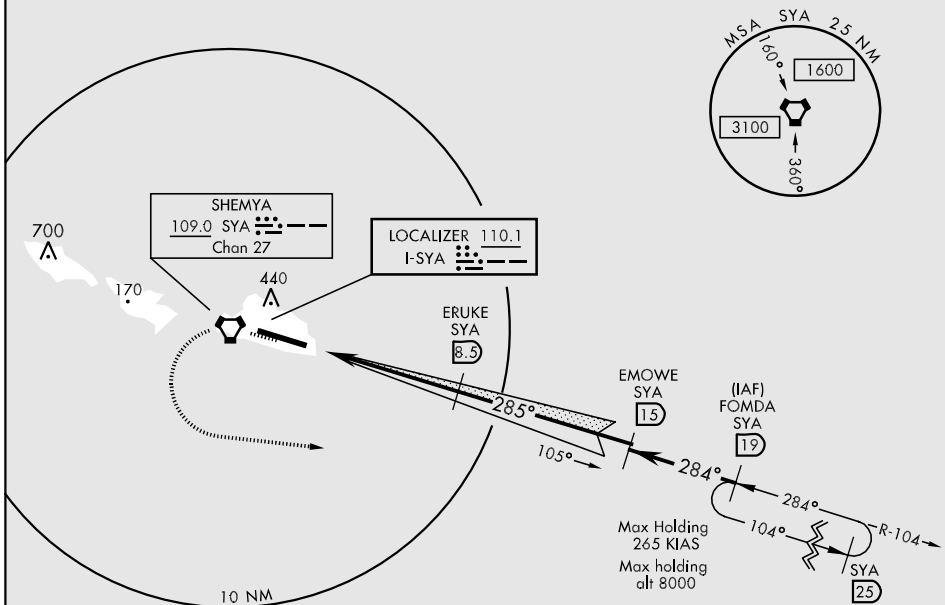 MSA SYA 25 NM
160°
1600
3100
360°
SHEMYA
109.0 SYA
Chan 27
LOCALIZER 110.1
I-SYA
700
170
440
ERUKE
SYA
8.5
EMOWE
SYA
15
(IAF)
FOMDA
SYA
19
285°
105°
284°
284°
104°
R-104
Max Holding
265 KIAS
Max holding
alt 8000
SYA
25
10 NM